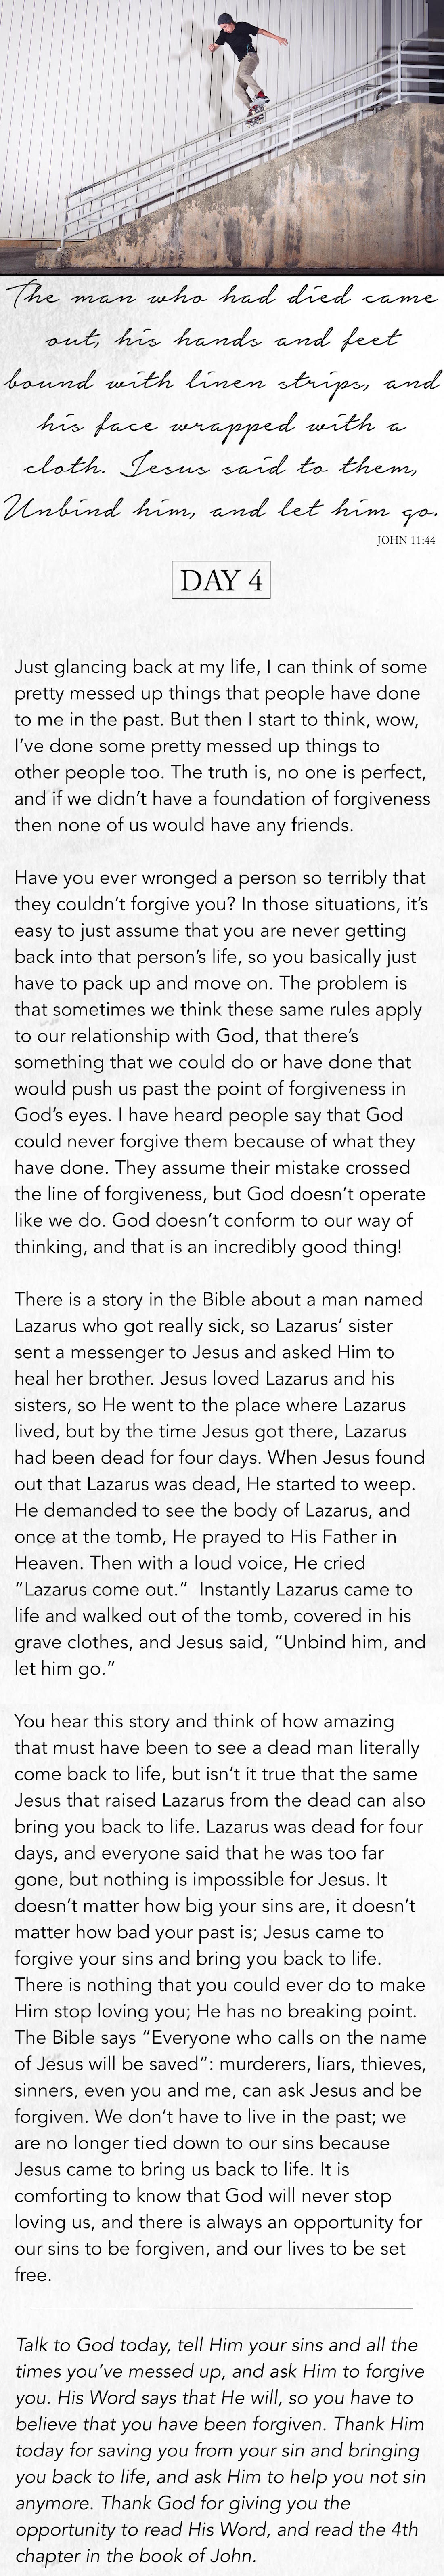 The man who had died came
out, his hands and feet
bound with linen strips, and
his face wrapped with a
cloth. Jesus said to them,
Unbind him, and let him go.
JOHN 11:44
DAY 4
Just glancing back at my life, I can think of some
pretty messed up things that people have done
to me in the past. But then I start to think, wow,
I’ve done some pretty messed up things to
other people too. The truth is, no one is perfect,
and if we didn’t have a foundation of forgiveness
then none of us would have any friends.
Have you ever wronged a person so terribly that
they couldn’t forgive you? In those situations, it’s
easy to just assume that you are never getting
back into that person’s life, so you basically just
have to pack up and move on. The problem is
that sometimes we think these same rules apply
to our relationship with God, that there’s
something that we could do or have done that
would push us past the point of forgiveness in
God’s eyes. I have heard people say that God
could never forgive them because of what they
have done. They assume their mistake crossed
the line of forgiveness, but God doesn’t operate
like we do. God doesn’t conform to our way of
thinking, and that is an incredibly good thing!
There is a story in the Bible about a man named
Lazarus who got really sick, so Lazarus’ sister
sent a messenger to Jesus and asked Him to
heal her brother. Jesus loved Lazarus and his
sisters, so He went to the place where Lazarus
lived, but by the time Jesus got there, Lazarus
had been dead for four days. When Jesus found
out that Lazarus was dead, He started to weep.
He demanded to see the body of Lazarus, and
once at the tomb, He prayed to His Father in
Heaven. Then with a loud voice, He cried
“Lazarus come out.”  Instantly Lazarus came to
life and walked out of the tomb, covered in his
grave clothes, and Jesus said, “Unbind him, and
let him go.”
You hear this story and think of how amazing
that must have been to see a dead man literally
come back to life, but isn’t it true that the same
Jesus that raised Lazarus from the dead can also
bring you back to life. Lazarus was dead for four
days, and everyone said that he was too far
gone, but nothing is impossible for Jesus. It
doesn’t matter how big your sins are, it doesn’t
matter how bad your past is; Jesus came to
forgive your sins and bring you back to life.
There is nothing that you could ever do to make
Him stop loving you; He has no breaking point.
The Bible says “Everyone who calls on the name
of Jesus will be saved”: murderers, liars, thieves,
sinners, even you and me, can ask Jesus and be
forgiven. We don’t have to live in the past; we
are no longer tied down to our sins because
Jesus came to bring us back to life. It is
comforting to know that God will never stop
loving us, and there is always an opportunity for
our sins to be forgiven, and our lives to be set
free.
Talk to God today, tell Him your sins and all the
times you’ve messed up, and ask Him to forgive
you. His Word says that He will, so you have to
believe that you have been forgiven. Thank Him
today for saving you from your sin and bringing
you back to life, and ask Him to help you not sin
anymore. Thank God for giving you the
opportunity to read His Word, and read the 4th
chapter in the book of John.